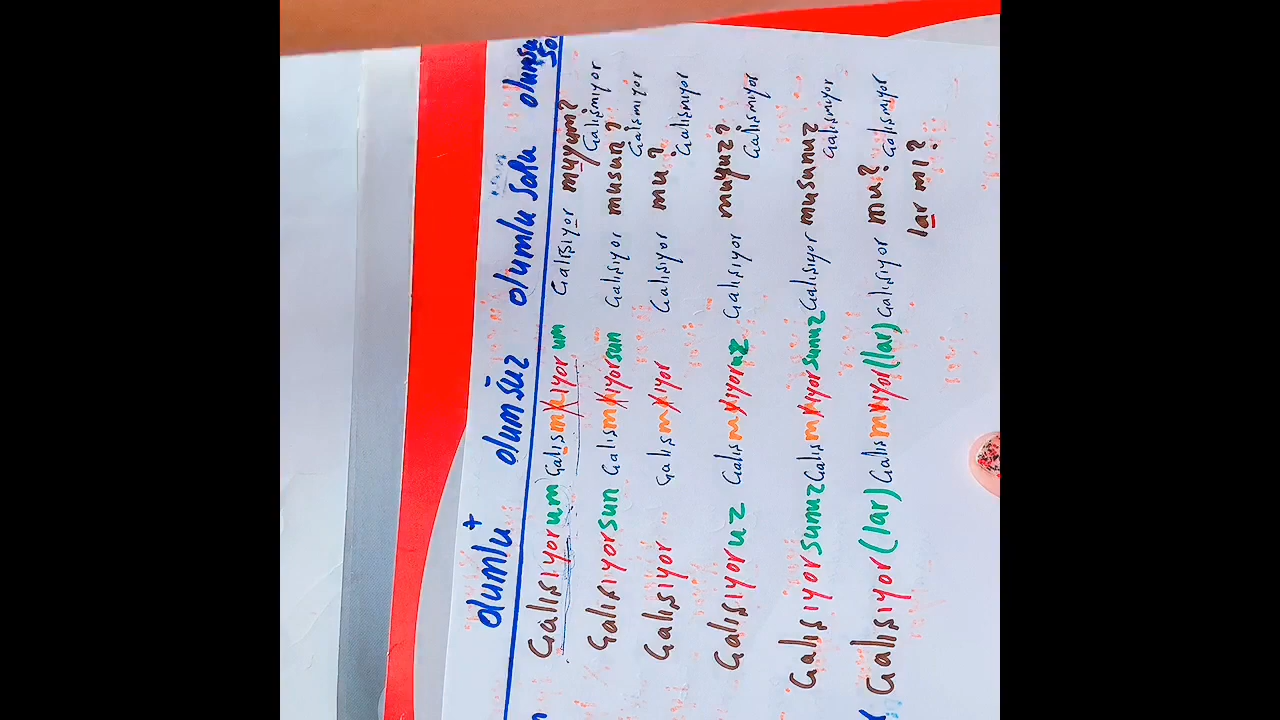 olumlu + olumsuz olumlu soru olumsu so
çalışıyorum çalışmıyorum çalışıyor muyum? çalışmıyor
çalışıyorsun çalışmıyorsun çalışıyor musun? çalışmıyor
çalışıyor çalışmıyor çalışıyor mu? çalışmıyor
çalışıyoruz çalışmıyoruz çalışıyor muyuz? çalışmıyor
çalışıyorsunuz çalışmıyorsunuz çalışıyor musunuz çalışmıyor
çalışıyor(lar) çalışmıyor(lar) çalışıyor mu? çalışmıyor
lar mı?